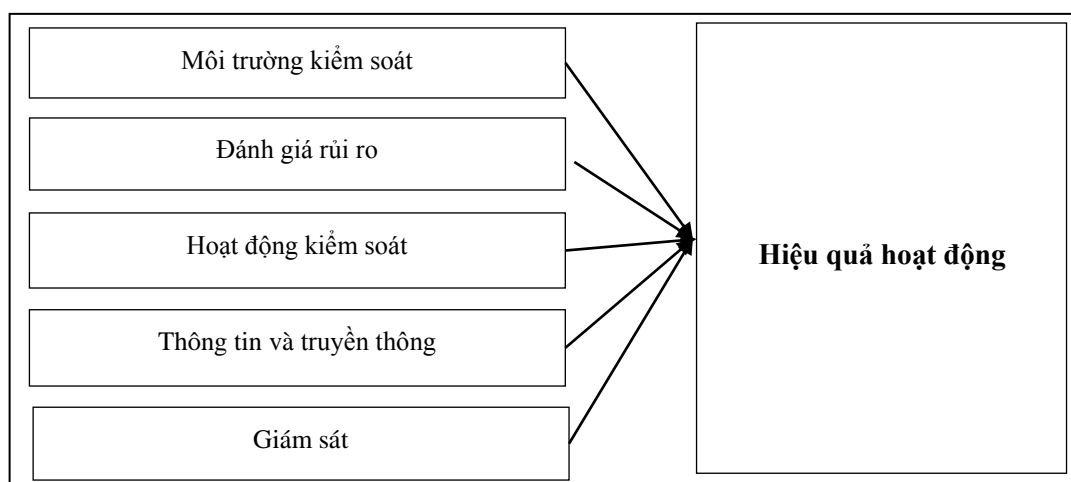 Môi trường kiểm soát
Đánh giá rủi ro
Hoạt động kiểm soát
Thông tin và truyền thông
Giám sát
Hiệu quả hoạt động